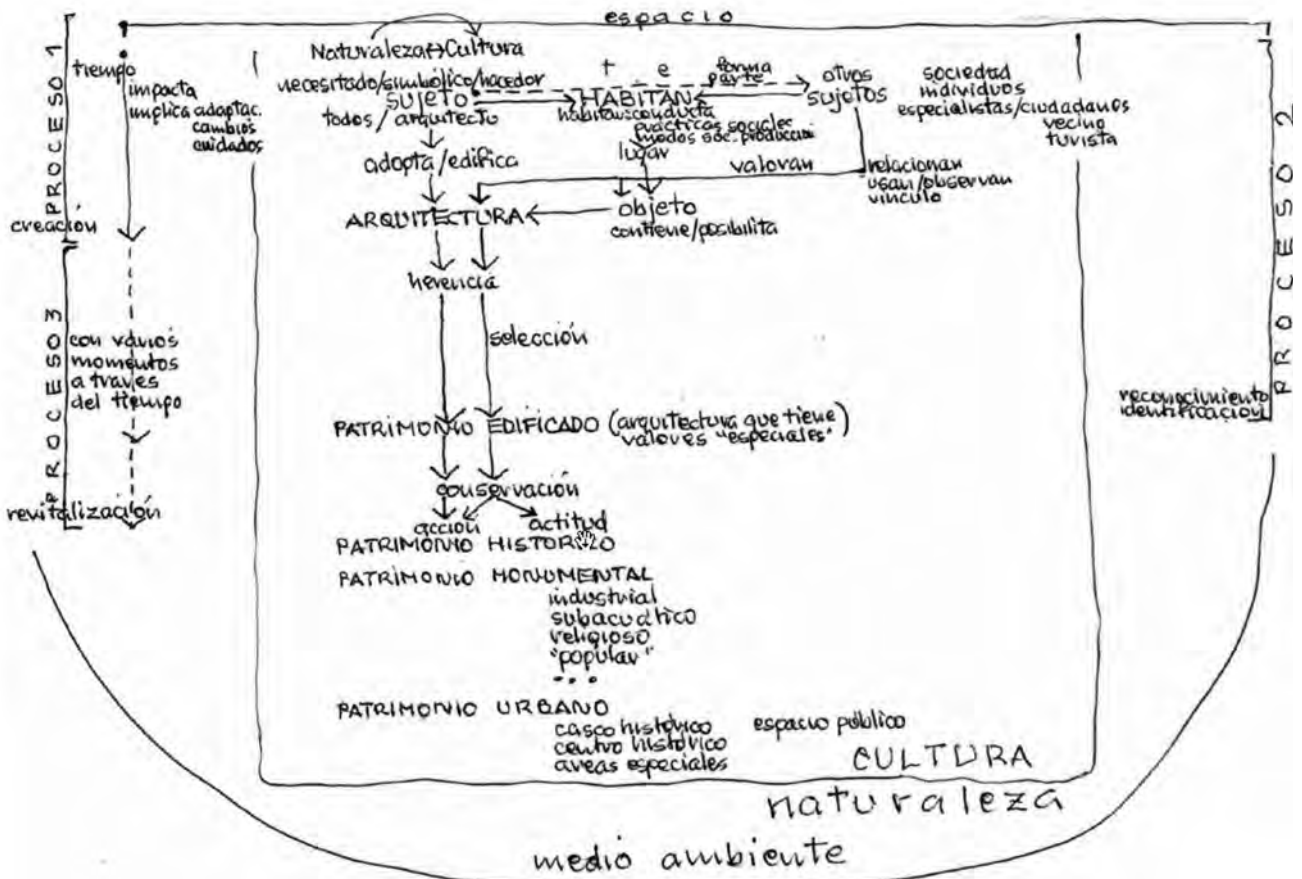 espacio
PROCESO 1
tiempo
impacta
implica adaptac.
cambios
cuidados
creación
PROCESO 3
con varios
momentos
a través
del tiempo
revitalización
Naturaleza↔Cultura
necesitado/simbólico/hacedor
sujeto
todos/arquitecto
adopta/edifica
t e
forma
parte
HABITAN
habitar=conducta
prácticas sociales
modos soc. producción
lugar
otros
sujetos
sociedad
individuos
especialistas/ciudadanos
vecino
turista
valoran
relacionan
usan/observan
vínculo
ARQUITECTURA
objeto
contiene/posibilita
herencia
selección
PATRIMONIO EDIFICADO (arquitectura que tiene
valores "especiales")
conservación
acción
actitud
PATRIMONIO HISTORICO
PATRIMONIO MONUMENTAL
industrial
subacuático
religioso
"popular"
...
PATRIMONIO URBANO
casco histórico espacio público
centro histórico
áreas especiales
CULTURA
naturaleza
medio ambiente
PROCESO 2
reconocimiento
identificación